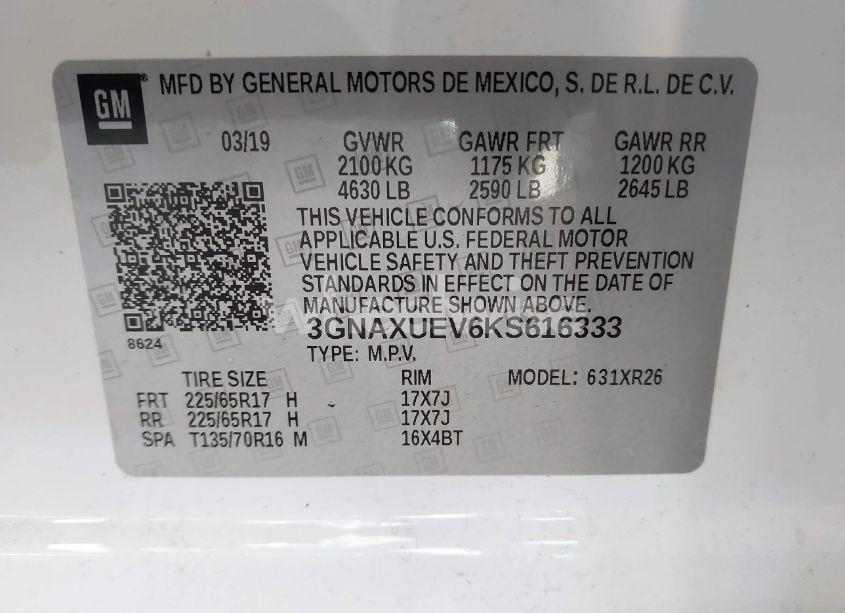 GM ® MFD BY GENERAL MOTORS DE MEXICO, S. DE R.L. DE C.V.
03/19 GVWR GAWR FRT GAWR RR
2100 KG 1175 KG 1200 KG
4630 LB 2590 LB 2645 LB
THIS VEHICLE CONFORMS TO ALL
APPLICABLE U.S. FEDERAL MOTOR
VEHICLE SAFETY AND THEFT PREVENTION
STANDARDS IN EFFECT ON THE DATE OF
MANUFACTURE SHOWN ABOVE.
3GNAXUEV6KS616333
8624
TYPE: M.P.V.
TIRE SIZE RIM MODEL: 631XR26
FRT 225/65R17 H 17X7J
RR 225/65R17 H 17X7J
SPA T135/70R16 M 16X4BT